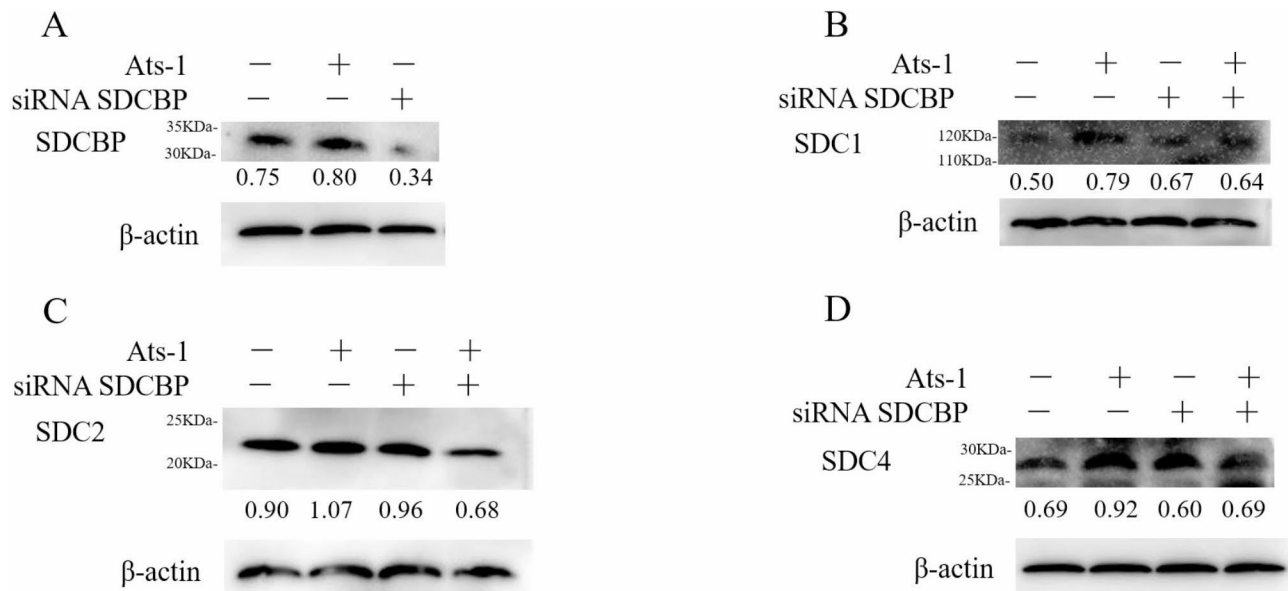 A
Ats-1 − + −
siRNA SDCBP − − +
SDCBP 35KDa-
30KDa-
0.75 0.80 0.34
β-actin
B
Ats-1 − + − +
siRNA SDCBP − − + +
SDC1 120KDa-
110KDa-
0.50 0.79 0.67 0.64
β-actin
C
Ats-1 − + − +
siRNA SDCBP − − + +
SDC2 25KDa-
20KDa-
0.90 1.07 0.96 0.68
β-actin
D
Ats-1 − + − +
siRNA SDCBP − − + +
SDC4 30KDa-
25KDa-
0.69 0.92 0.60 0.69
β-actin